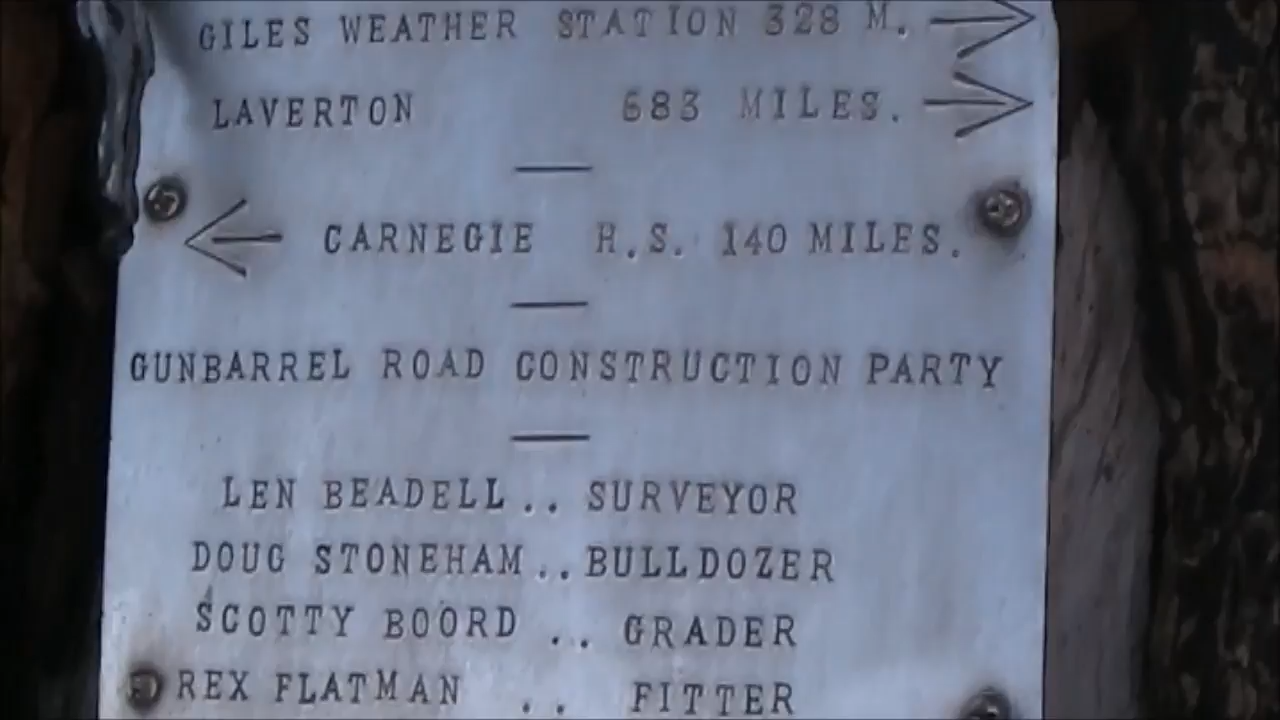 GILES WEATHER STATION 328 M.
LAVERTON 683 MILES.
CARNEGIE H.S. 140 MILES.
GUNBARREL ROAD CONSTRUCTION PARTY
LEN BEADELL .. SURVEYOR
DOUG STONEHAM .. BULLDOZER
SCOTTY BOORD .. GRADER
REX FLATMAN .. FITTER